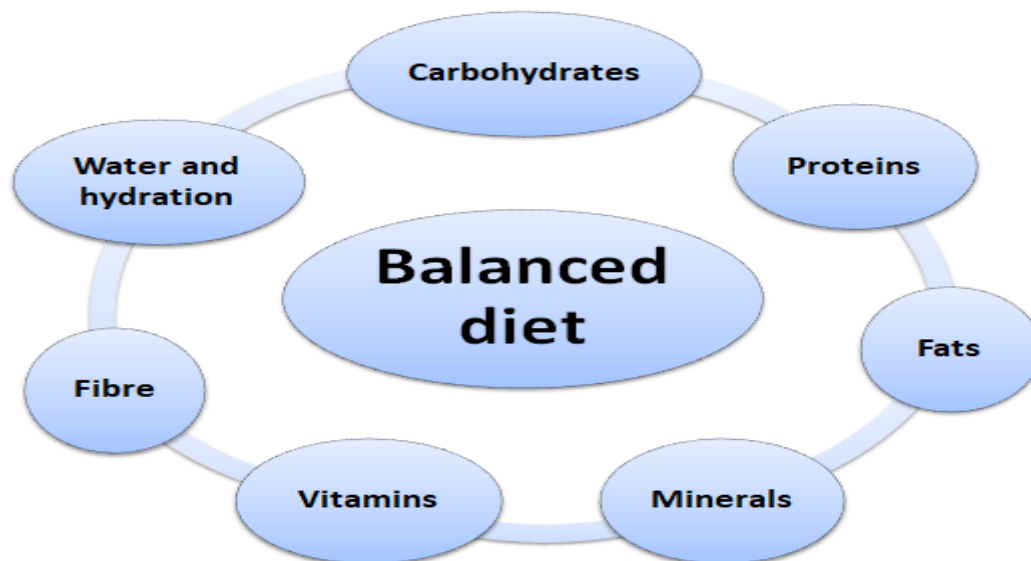 Carbohydrates
Proteins
Fats
Minerals
Vitamins
Fibre
Water and
hydration
Balanced
diet